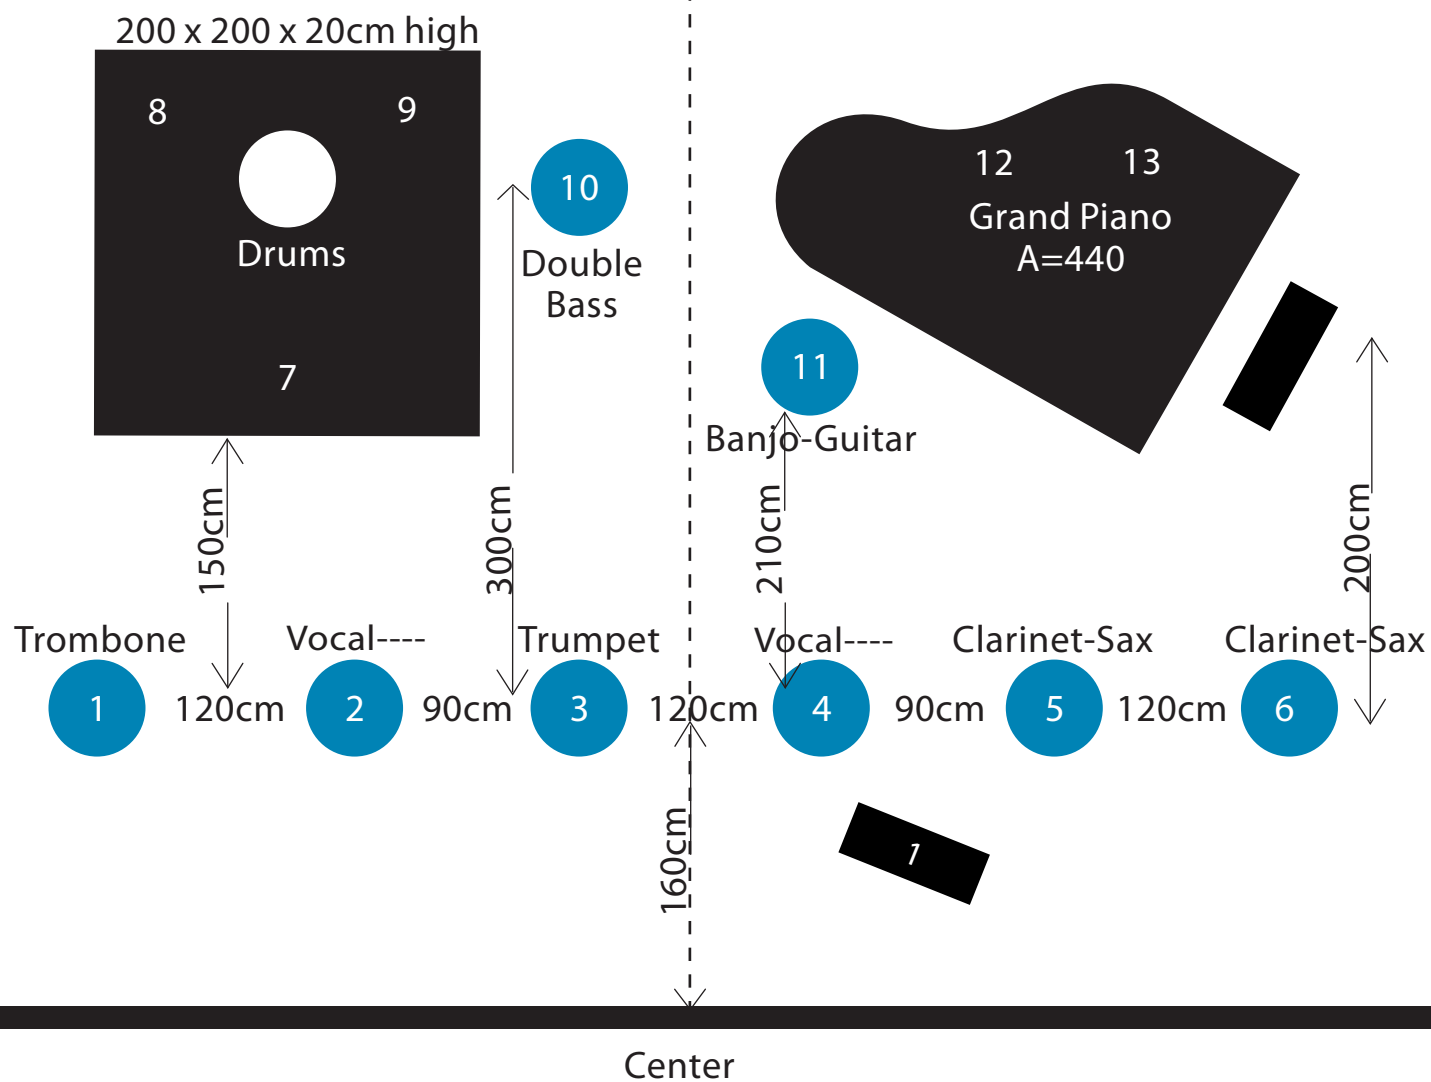 200 x 200 x 20cm high
8
9
Drums
7
10
Double
Bass
12
13
Grand Piano
A=440
11
Banjo-Guitar
150cm
300cm
210cm
200cm
Trombone
Vocal----
Trumpet
Vocal----
Clarinet-Sax
Clarinet-Sax
1
120cm
2
90cm
3
120cm
4
90cm
5
120cm
6
160cm
1
Center